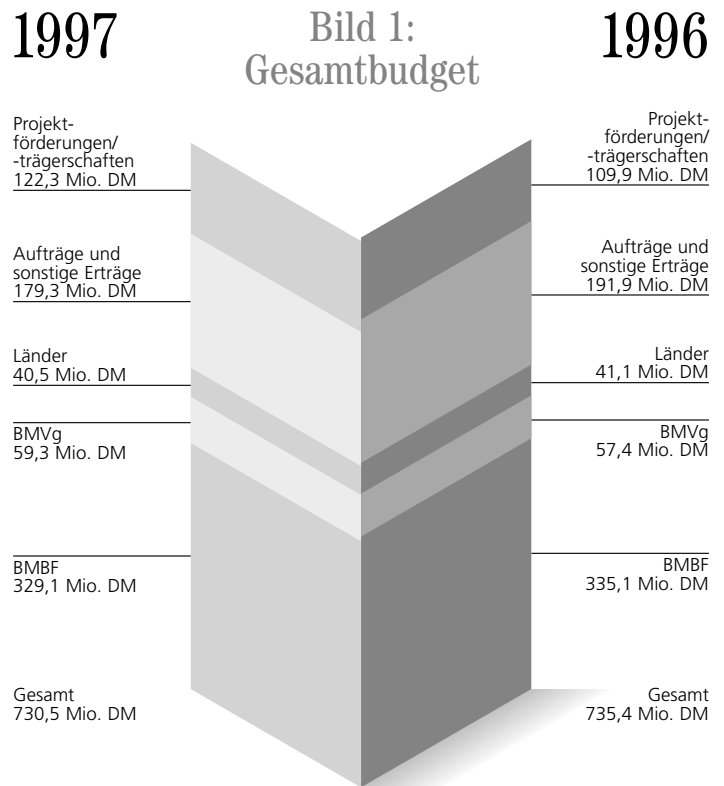 1997
Bild 1:
Gesamtbudget
1996
Projekt-
förderungen/
-trägerschaften
122,3 Mio. DM
Aufträge und
sonstige Erträge
179,3 Mio. DM
Länder
40,5 Mio. DM
BMVg
59,3 Mio. DM
BMBF
329,1 Mio. DM
Gesamt
730,5 Mio. DM
Projekt-
förderungen/
-trägerschaften
109,9 Mio. DM
Aufträge und
sonstige Erträge
191,9 Mio. DM
Länder
41,1 Mio. DM
BMVg
57,4 Mio. DM
BMBF
335,1 Mio. DM
Gesamt
735,4 Mio. DM